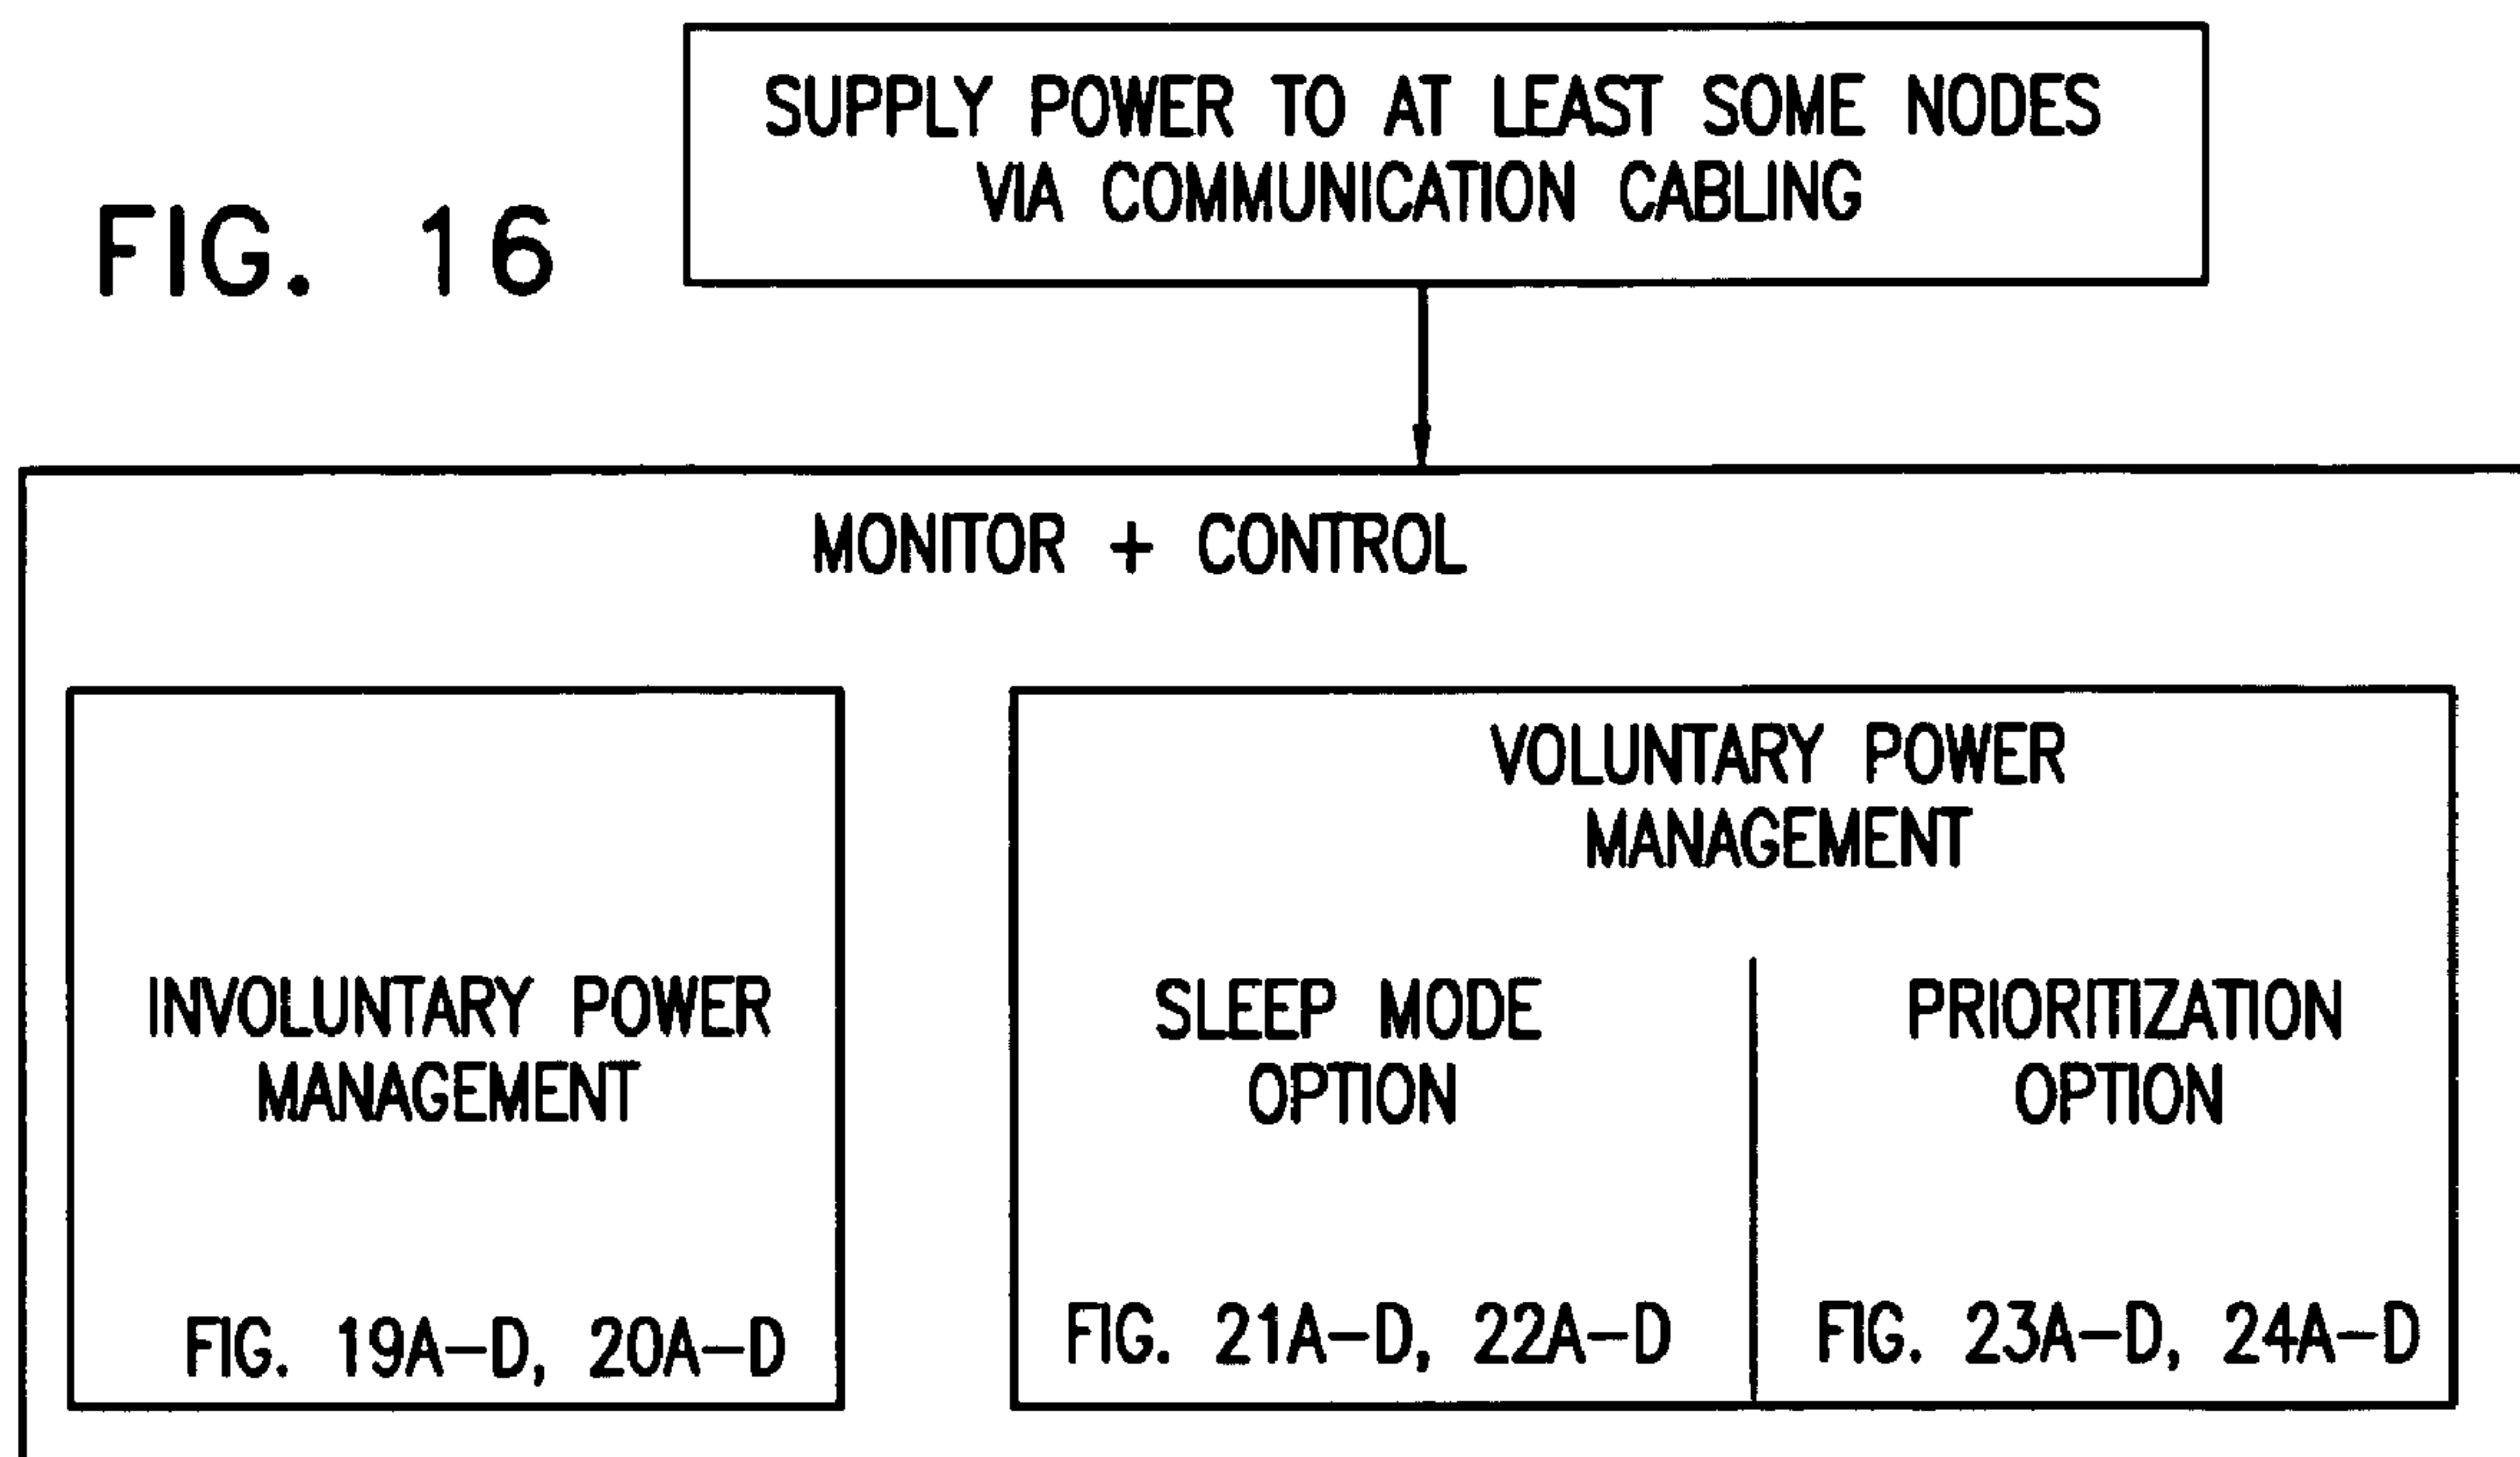 SUPPLY POWER TO AT LEAST SOME NODES
VIA COMMUNICATION CABLING
FIG. 16
MONITOR + CONTROL
INVOLUNTARY POWER
MANAGEMENT
FIG. 19A-D, 20A-D
VOLUNTARY POWER
MANAGEMENT
SLEEP MODE
OPTION
FIG. 21A-D, 22A-D
PRIORITIZATION
OPTION
FIG. 23A-D, 24A-D